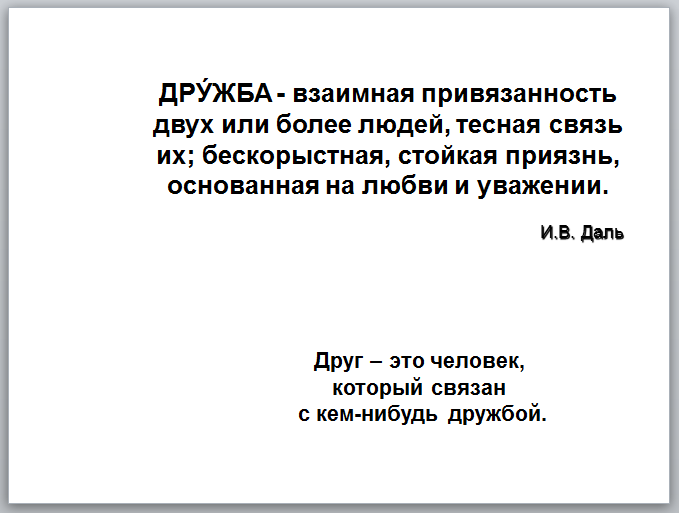 ДРУ́ЖБА - взаимная привязанность
двух или более людей, тесная связь
их; бескорыстная, стойкая приязнь,
основанная на любви и уважении.
И.В. Даль
Друг – это человек,
который связан
с кем-нибудь дружбой.